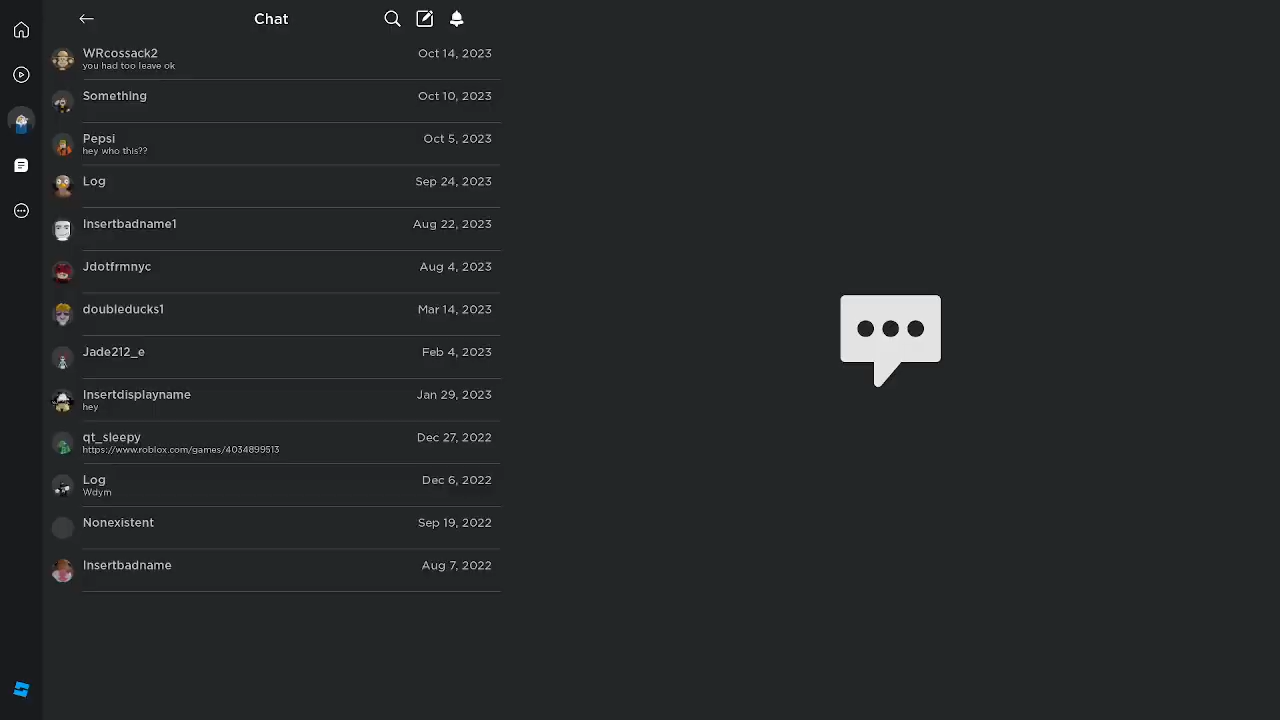 Chat
WRcossack2 Oct 14, 2023
you had too leave ok
Something Oct 10, 2023
Pepsi Oct 5, 2023
hey who this??
Log Sep 24, 2023
Insertbadname1 Aug 22, 2023
Jdotfrmnyc Aug 4, 2023
doubleducks1 Mar 14, 2023
Jade212_e Feb 4, 2023
Insertdisplayname Jan 29, 2023
hey
qt_sleepy Dec 27, 2022
https://www.roblox.com/games/4034899513
Log Dec 6, 2022
Wdym
Nonexistent Sep 19, 2022
Insertbadname Aug 7, 2022